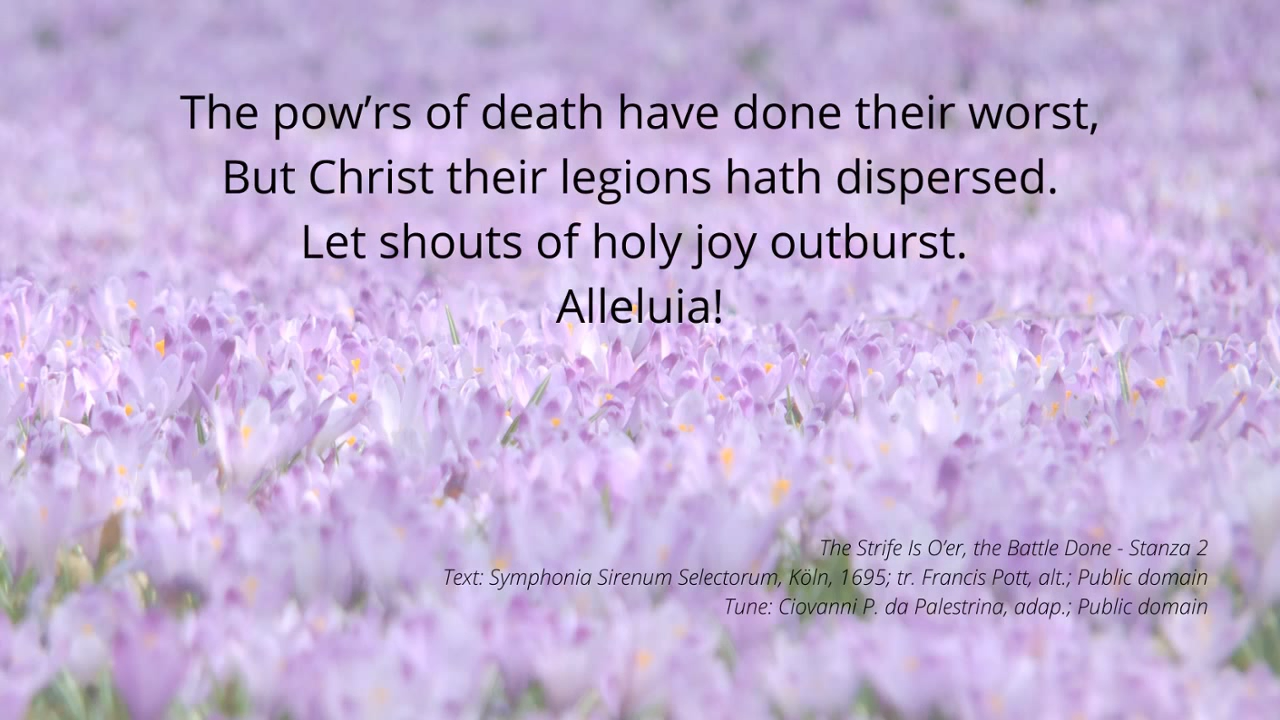 The pow’rs of death have done their worst,
But Christ their legions hath dispersed.
Let shouts of holy joy outburst.
Alleluia!
The Strife Is O’er, the Battle Done - Stanza 2
Text: Symphonia Sirenum Selectorum, Köln, 1695; tr. Francis Pott, alt.; Public domain
Tune: Ciovanni P. da Palestrina, adap.; Public domain